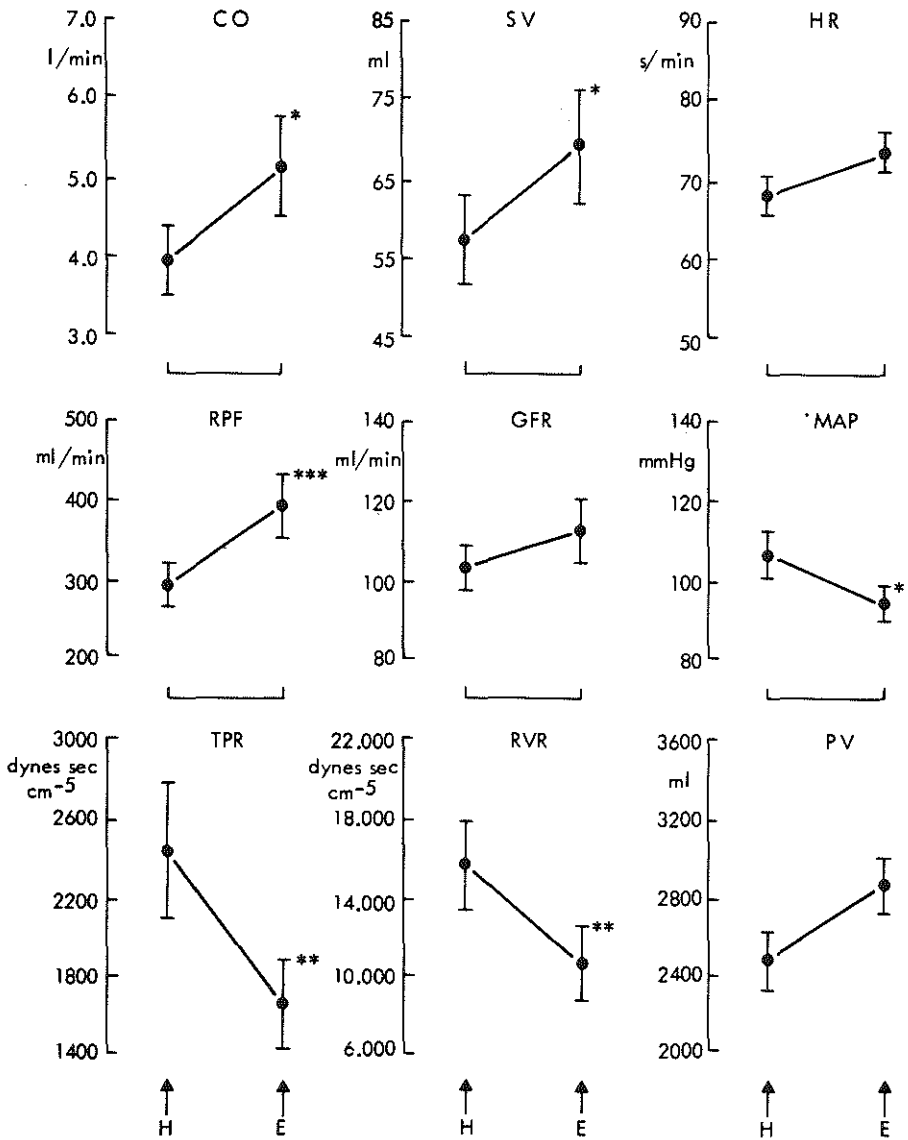 CO
7.0
l/min
6.0
5.0
4.0
3.0
*
SV
85
ml
75
65
55
45
*
HR
90
s/min
80
70
60
50
RPF
500
ml/min
400
300
200
***
GFR
140
ml/min
120
100
80
'MAP
140
mmHg
120
100
80
*
TPR
3000
dynes sec
cm-5
2600
2200
1800
1400
**
RVR
22.000
dynes sec
cm-5
18.000
14.000
10.000
6.000
**
PV
3600
ml
3200
2800
2400
2000
H E H E H E